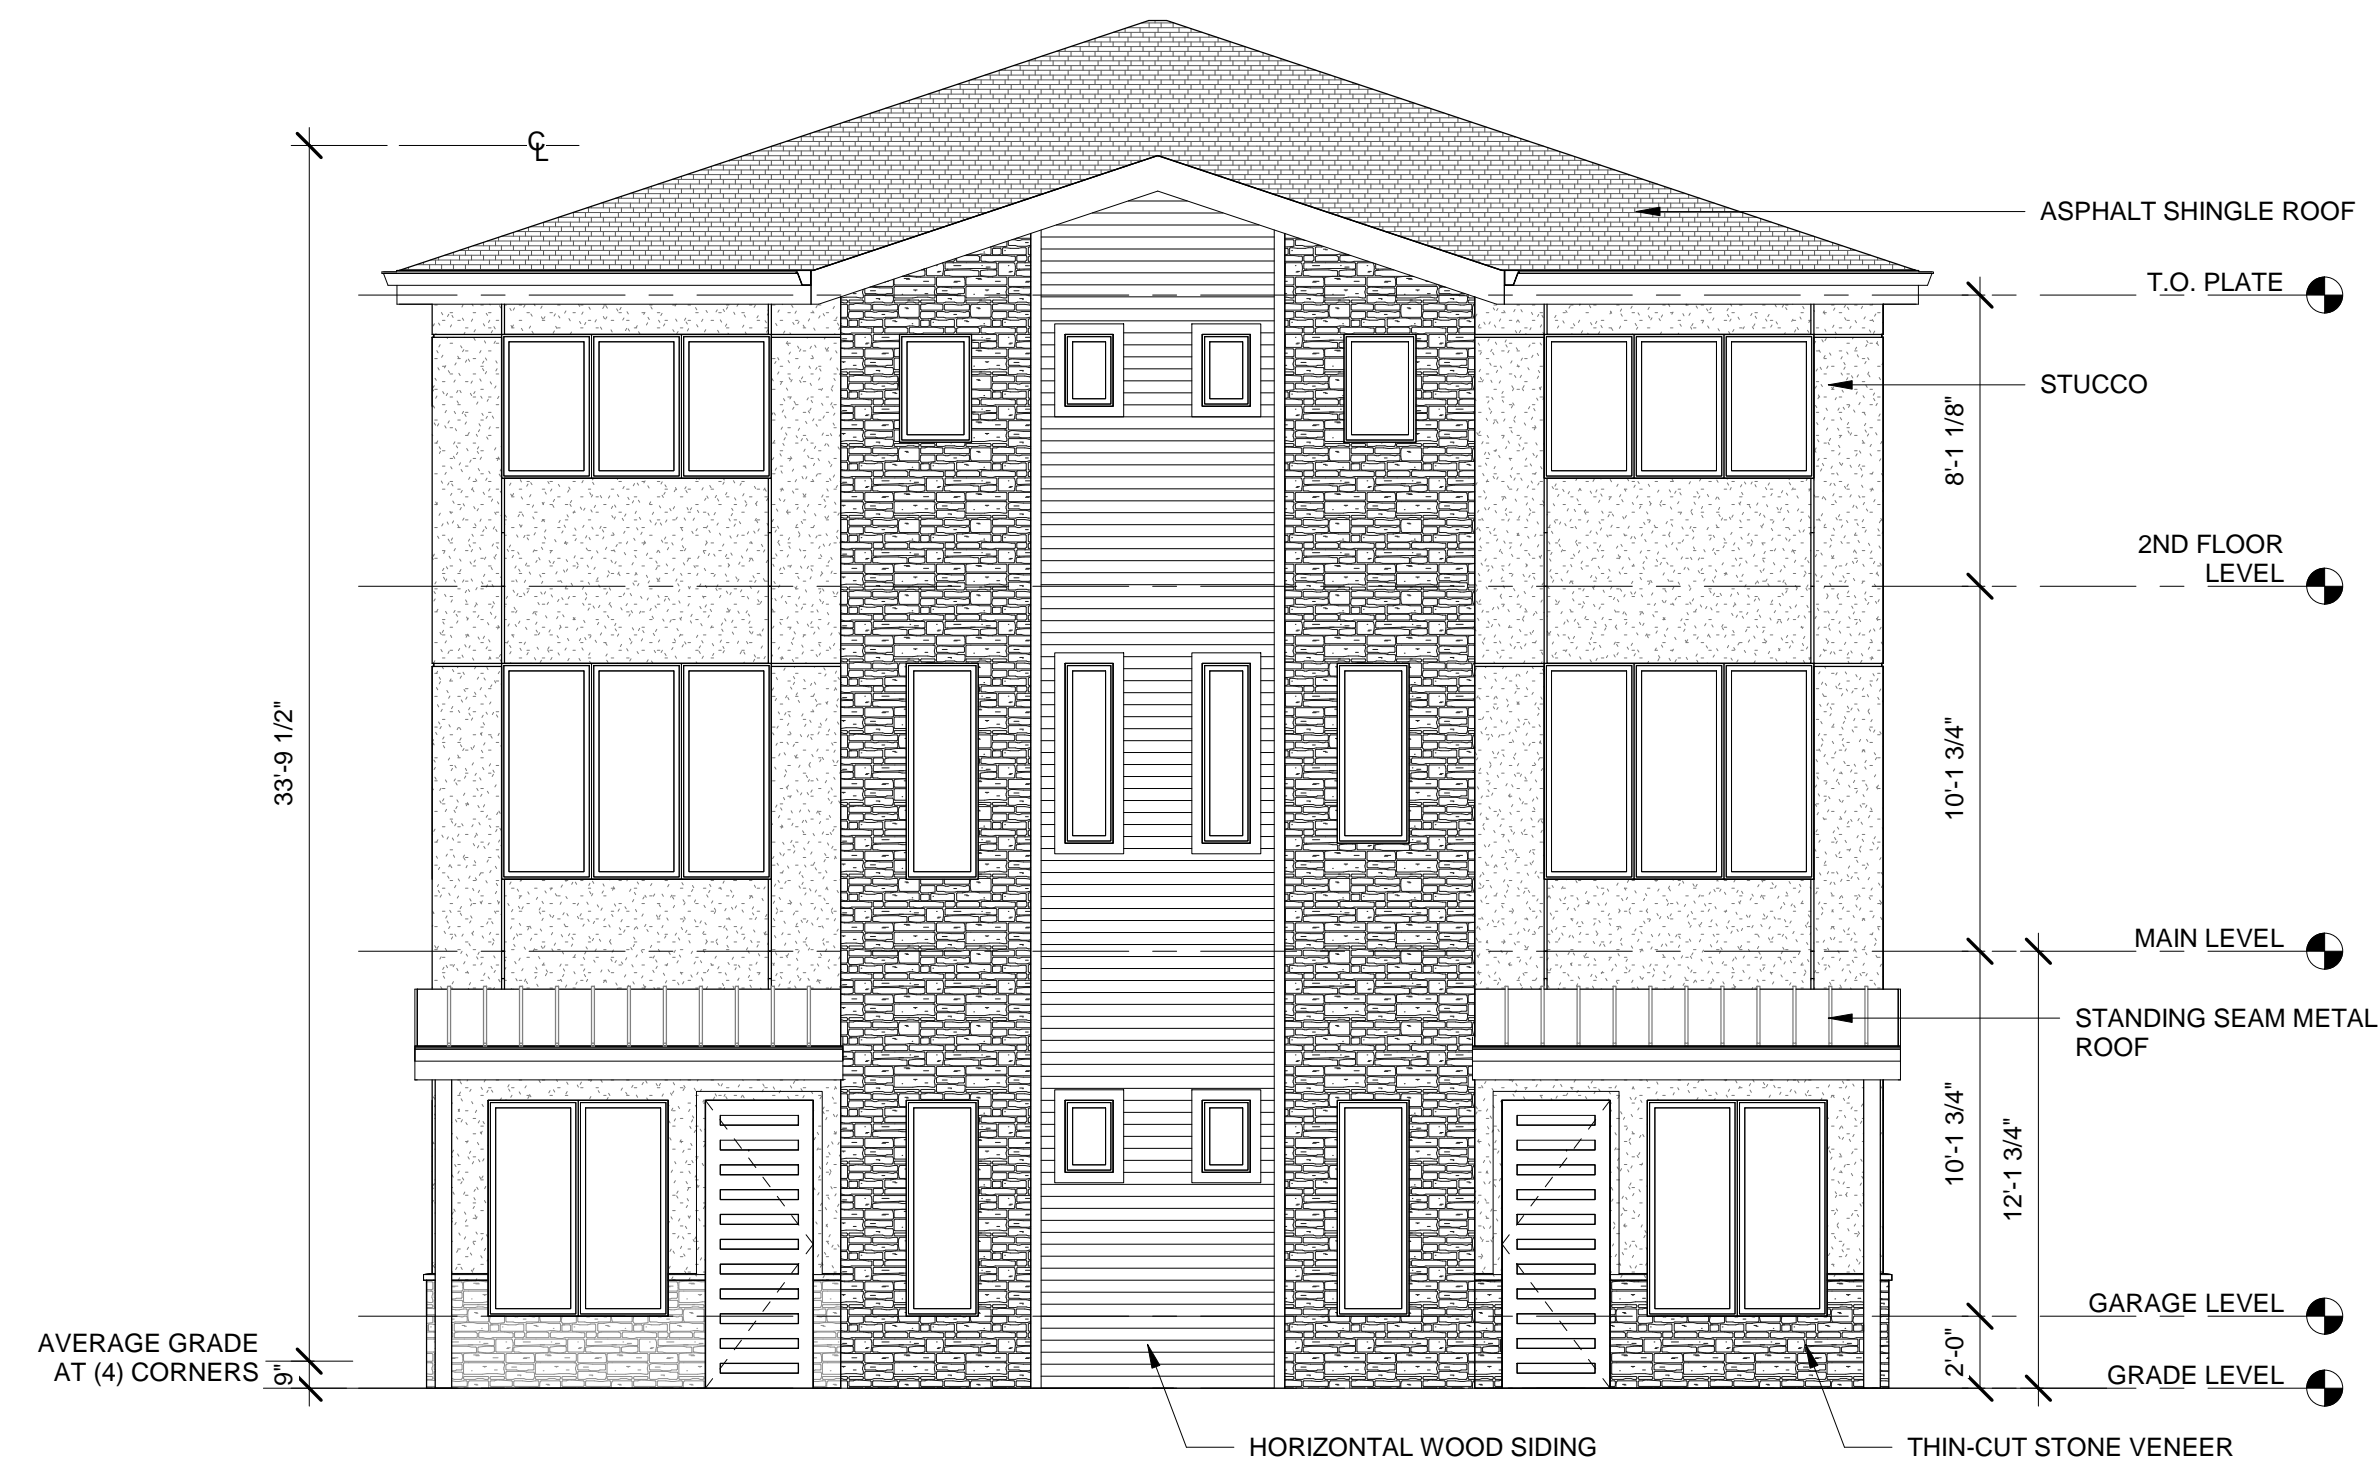 ℄
ASPHALT SHINGLE ROOF
T.O. PLATE
STUCCO
8'-1 1/8"
2ND FLOOR
LEVEL
33'-9 1/2"
10'-1 3/4"
MAIN LEVEL
STANDING SEAM METAL
ROOF
10'-1 3/4"
12'-1 3/4"
GARAGE LEVEL
AVERAGE GRADE
AT (4) CORNERS
9"
2'-0"
GRADE LEVEL
HORIZONTAL WOOD SIDING
THIN-CUT STONE VENEER